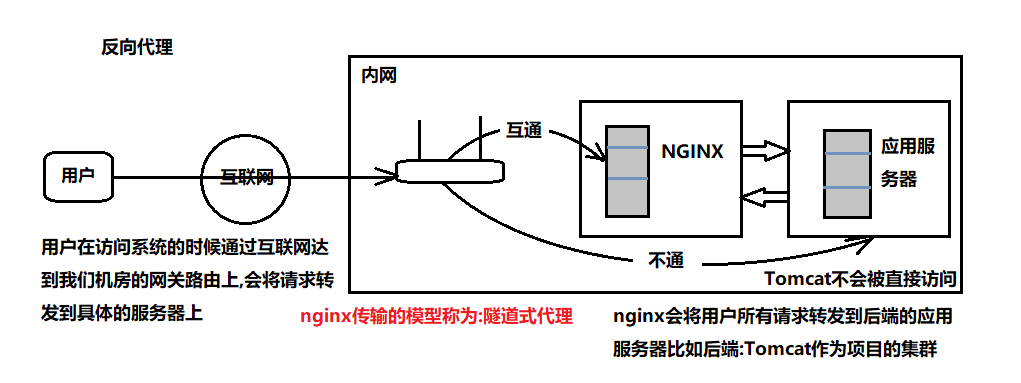 反向代理
内网
互通
用户
互联网
NGINX
应用服
务器
不通
用户在访问系统的时候通过互联网达
到我们机房的网关路由上,会将请求转
发到具体的服务器上
Tomcat不会被直接访问
nginx传输的模型称为:隧道式代理
nginx会将用户所有请求转发到后端的应用
服务器比如后端:Tomcat作为项目的集群